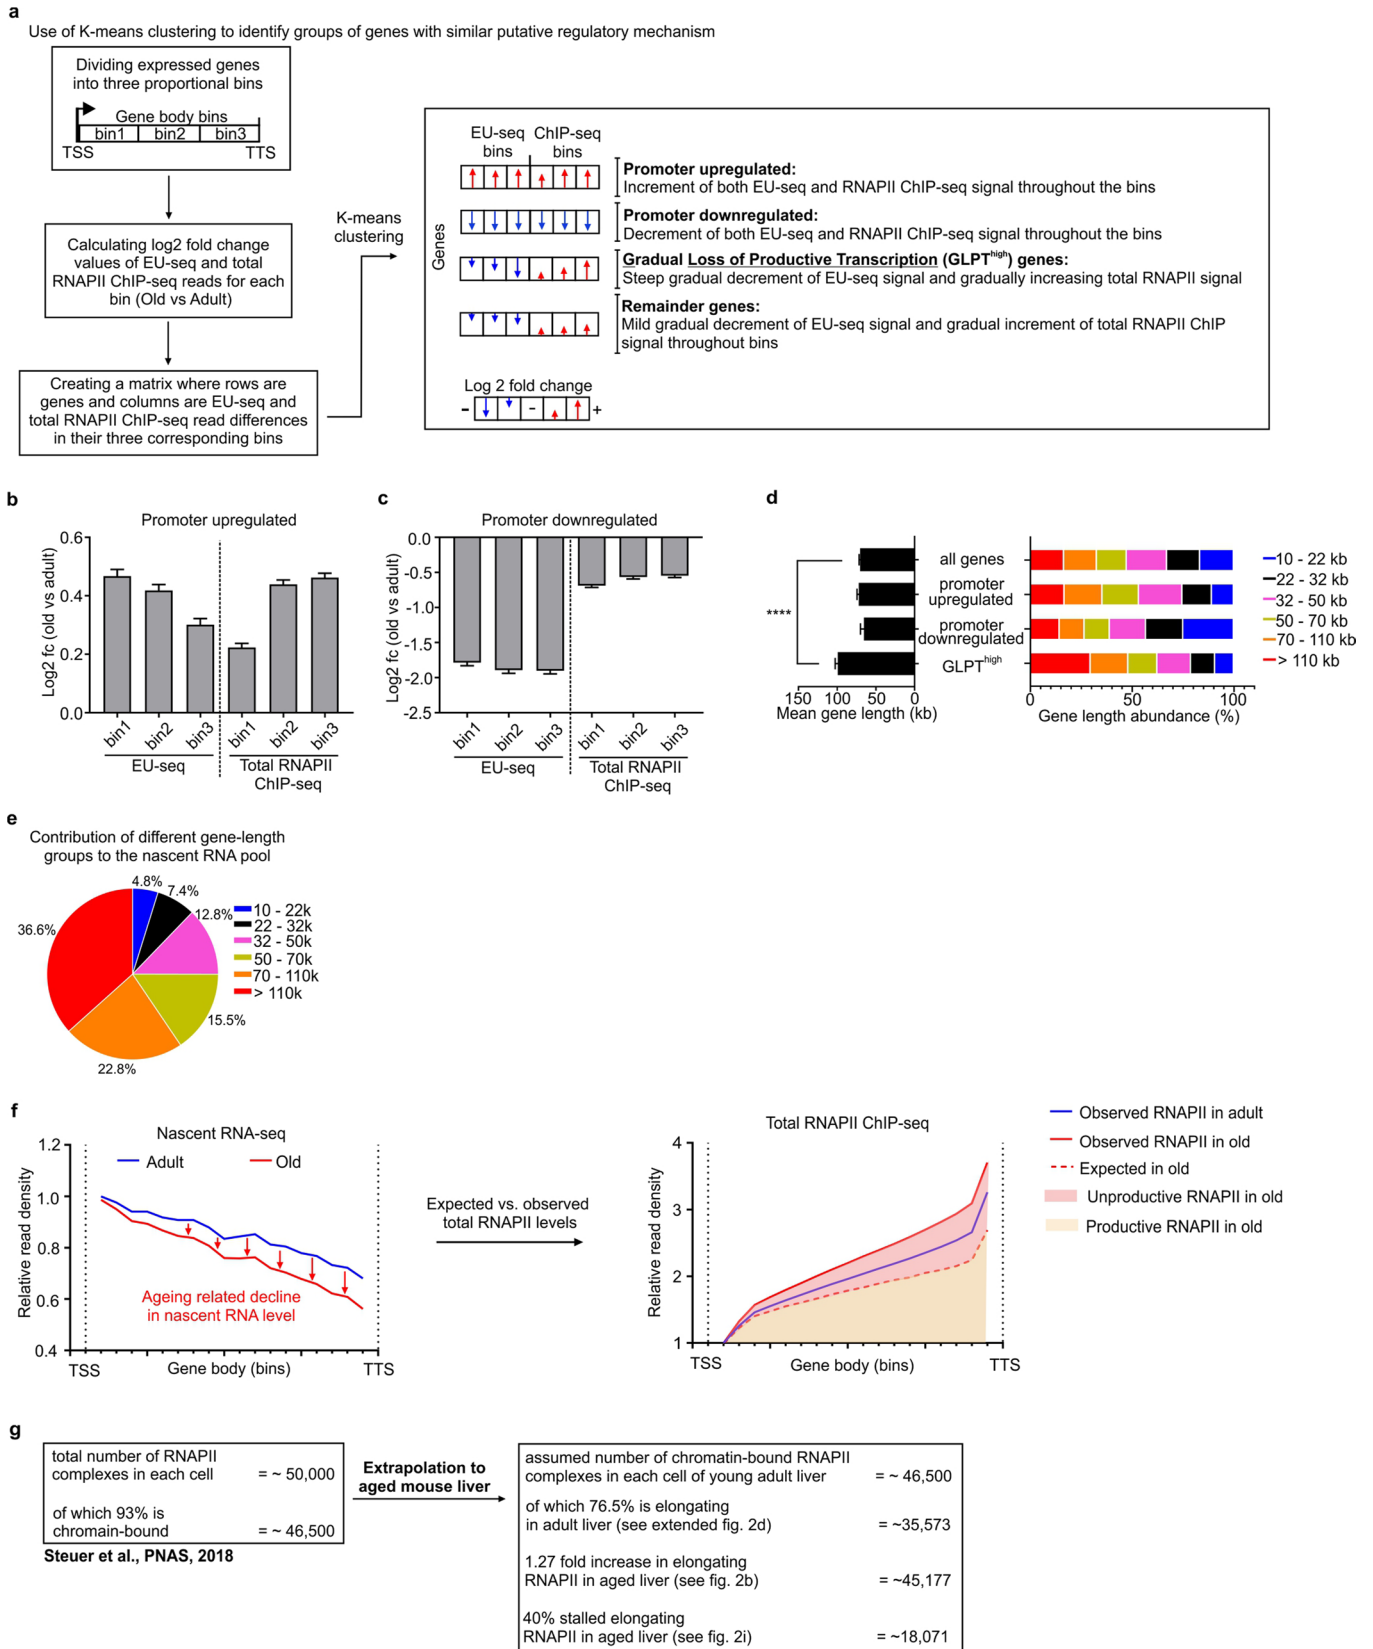 a
Use of K-means clustering to identify groups of genes with similar putative regulatory mechanism
Dividing expressed genes
into three proportional bins
Gene body bins
bin1 bin2 bin3
TSS TTS
Calculating log2 fold change
values of EU-seq and total
RNAPII ChIP-seq reads for each
bin (Old vs Adult)
Creating a matrix where rows are
genes and columns are EU-seq and
total RNAPII ChIP-seq read differences
in their three corresponding bins
K-means
clustering
Genes
EU-seq ChIP-seq
bins bins
Promoter upregulated:
Increment of both EU-seq and RNAPII ChIP-seq signal throughout the bins
Promoter downregulated:
Decrement of both EU-seq and RNAPII ChIP-seq signal throughout the bins
Gradual Loss of Productive Transcription (GLPThigh) genes:
Steep gradual decrement of EU-seq signal and gradually increasing total RNAPII signal
Remainder genes:
Mild gradual decrement of EU-seq signal and gradual increment of total RNAPII ChIP
signal throughout bins
Log 2 fold change
- - +
b
Promoter upregulated
Log2 fc (old vs adult)
0.6
0.4
0.2
0.0
bin1 bin2 bin3 bin1 bin2 bin3
EU-seq Total RNAPII
ChIP-seq
c
Promoter downregulated
Log2 fc (old vs adult)
0.0
-0.5
-1.0
-1.5
-2.0
-2.5
bin1 bin2 bin3 bin1 bin2 bin3
EU-seq Total RNAPII
ChIP-seq
d
****
all genes
promoter
upregulated
promoter
downregulated
GLPThigh
150 100 50 0
Mean gene length (kb)
0 50 100
Gene length abundance (%)
10 - 22 kb
22 - 32 kb
32 - 50 kb
50 - 70 kb
70 - 110 kb
> 110 kb
e
Contribution of different gene-length
groups to the nascent RNA pool
4.8%
7.4%
12.8%
15.5%
22.8%
36.6%
10 - 22k
22 - 32k
32 - 50k
50 - 70k
70 - 110k
> 110k
f
Nascent RNA-seq
Adult Old
Relative read density
1.2
1.0
0.8
0.6
0.4
Ageing related decline
in nascent RNA level
TSS Gene body (bins) TTS
Expected vs. observed
total RNAPII levels
Total RNAPII ChIP-seq
Relative read density
4
3
2
1
TSS Gene body (bins) TTS
Observed RNAPII in adult
Observed RNAPII in old
Expected in old
Unproductive RNAPII in old
Productive RNAPII in old
g
total number of RNAPII
complexes in each cell = ~ 50,000
of which 93% is
chromain-bound = ~ 46,500
Steuer et al., PNAS, 2018
Extrapolation to
aged mouse liver
assumed number of chromatin-bound RNAPII
complexes in each cell of young adult liver = ~ 46,500
of which 76.5% is elongating
in adult liver (see extended fig. 2d) = ~35,573
1.27 fold increase in elongating
RNAPII in aged liver (see fig. 2b) = ~45,177
40% stalled elongating
RNAPII in aged liver (see fig. 2i) = ~18,071